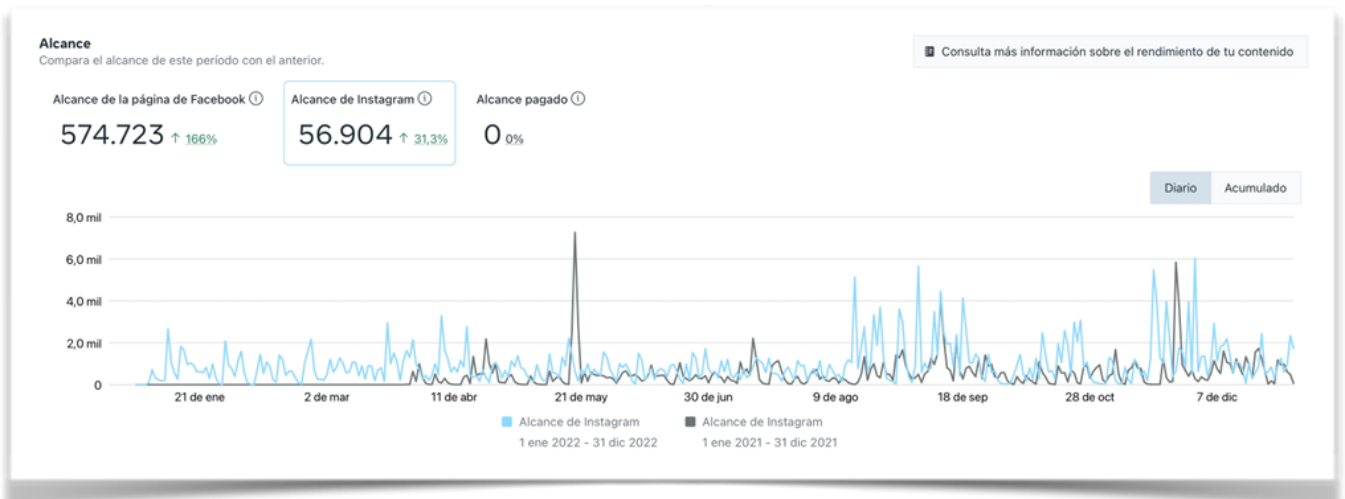 Alcance
Compara el alcance de este período con el anterior.
Consulta más información sobre el rendimiento de tu contenido
Alcance de la página de Facebook
574.723 ↑ 166%
Alcance de Instagram
56.904 ↑ 31,3%
Alcance pagado
0 0%
Diario
Acumulado
8,0 mil
6,0 mil
4,0 mil
2,0 mil
0
21 de ene
2 de mar
11 de abr
21 de may
30 de jun
9 de ago
18 de sep
28 de oct
7 de dic
Alcance de Instagram
1 ene 2022 - 31 dic 2022
Alcance de Instagram
1 ene 2021 - 31 dic 2021